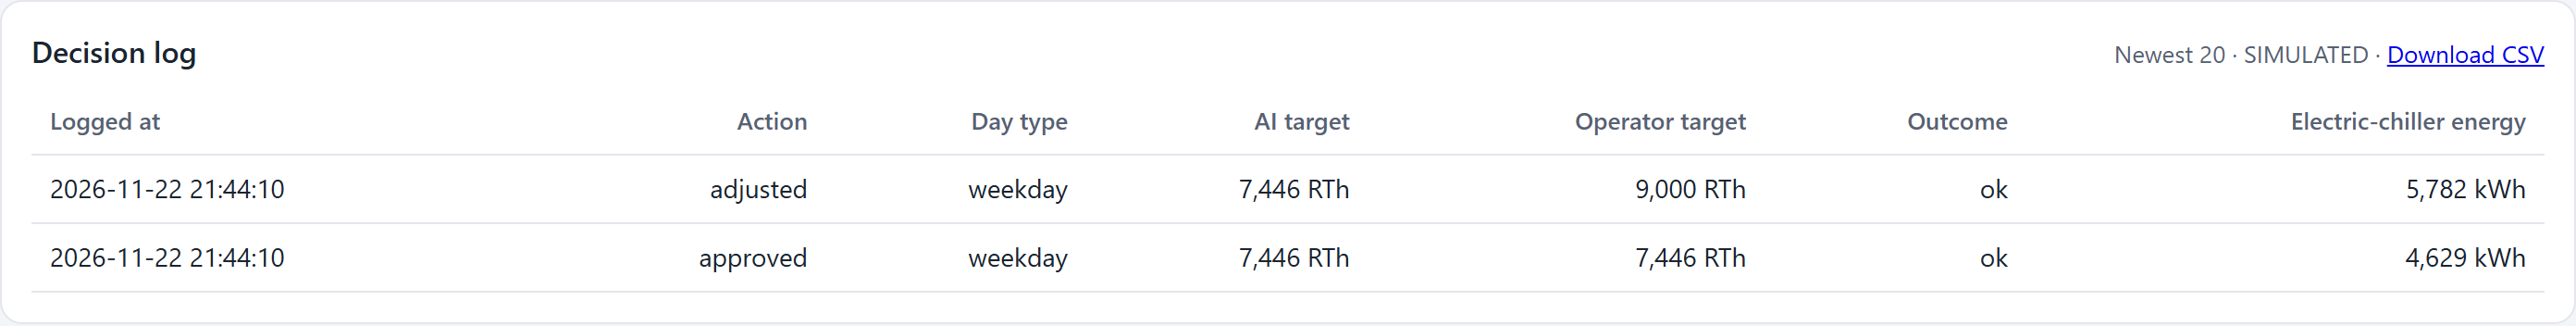 Decision log
Newest 20 · SIMULATED · Download CSV
Logged at Action Day type AI target Operator target Outcome Electric-chiller energy
2026-11-22 21:44:10 adjusted weekday 7,446 RTh 9,000 RTh ok 5,782 kWh
2026-11-22 21:44:10 approved weekday 7,446 RTh 7,446 RTh ok 4,629 kWh